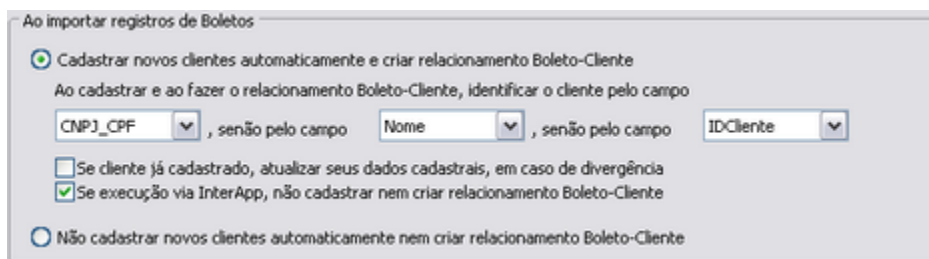 Ao importar registros de Boletos
Cadastrar novos clientes automaticamente e criar relacionamento Boleto-Cliente
Ao cadastrar e ao fazer o relacionamento Boleto-Cliente, identificar o cliente pelo campo
CNPJ_CPF , senão pelo campo Nome , senão pelo campo IDCliente
Se cliente já cadastrado, atualizar seus dados cadastrais, em caso de divergência
Se execução via InterApp, não cadastrar nem criar relacionamento Boleto-Cliente
Não cadastrar novos clientes automaticamente nem criar relacionamento Boleto-Cliente